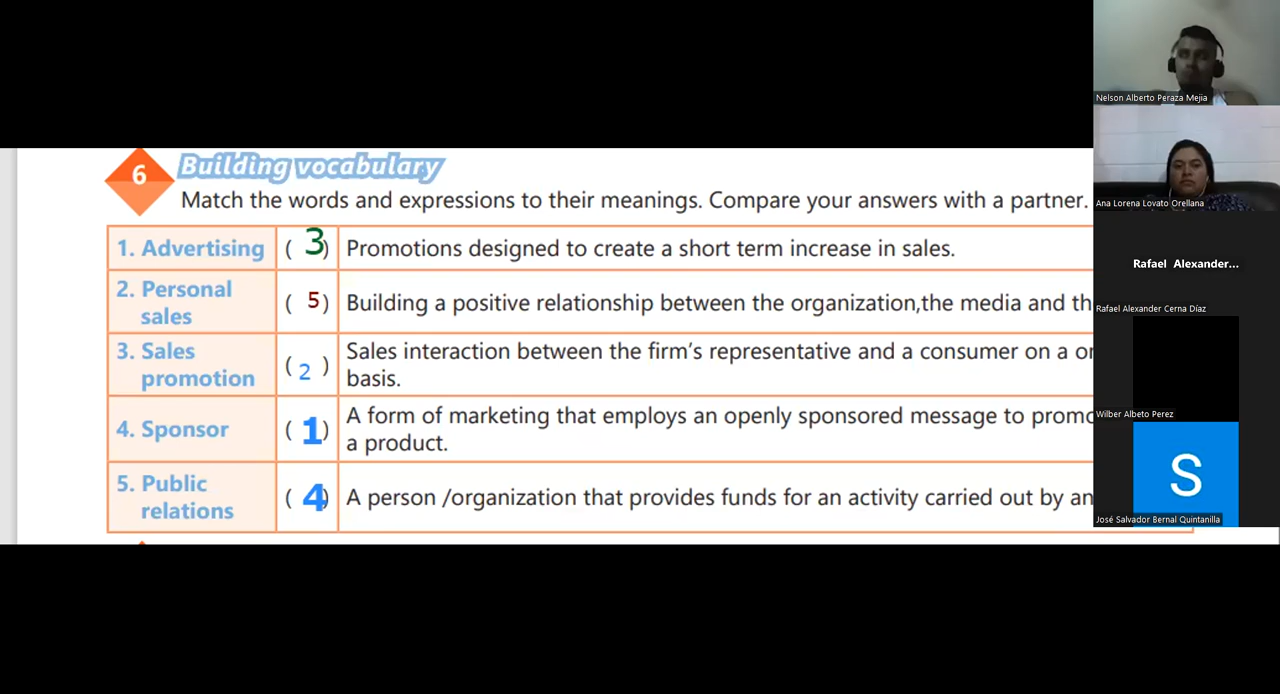 6
Building vocabulary
Match the words and expressions to their meanings. Compare your answers with a partner.
1. Advertising
( 3 )
Promotions designed to create a short term increase in sales.
2. Personal
sales
( 5 )
Building a positive relationship between the organization,the media and
3. Sales
promotion
( 2 )
Sales interaction between the firm's representative and a consumer on a
basis.
4. Sponsor
( 1 )
A form of marketing that employs an openly sponsored message to
a product.
5. Public
relations
( 4 )
A person /organization that provides funds for an activity carried out by
Nelson Alberto Peraza Mejia
Ana Lorena Lovato Orellana
Rafael Alexander...
Rafael Alexander Cerna Díaz
Wilber Albeto Perez
S
José Salvador Bernal Quintanilla